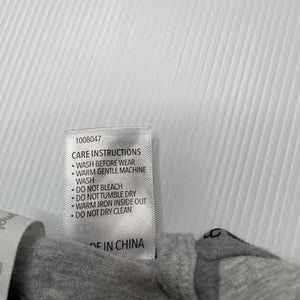 1008047
CARE INSTRUCTIONS
• WASH BEFORE WEAR
• WARM GENTLE MACHINE
WASH
• DO NOT BLEACH
• DO NOT TUMBLE DRY
• WARM IRON INSIDE OUT
• DO NOT DRY CLEAN
IN CHINA